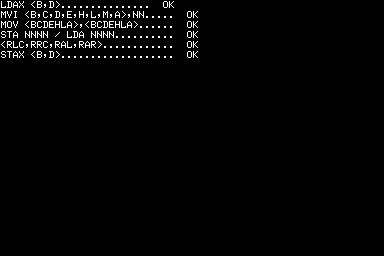 LDAX <B,D>...............  OK
MVI <B,C,D,E,H,L,M,A>,NN.....  OK
MOV <BCDEHLA>,<BCDEHLA>......  OK
STA NNNN / LDA NNNN..........  OK
<RLC,RRC,RAL,RAR>............  OK
STAX <B,D>...................  OK